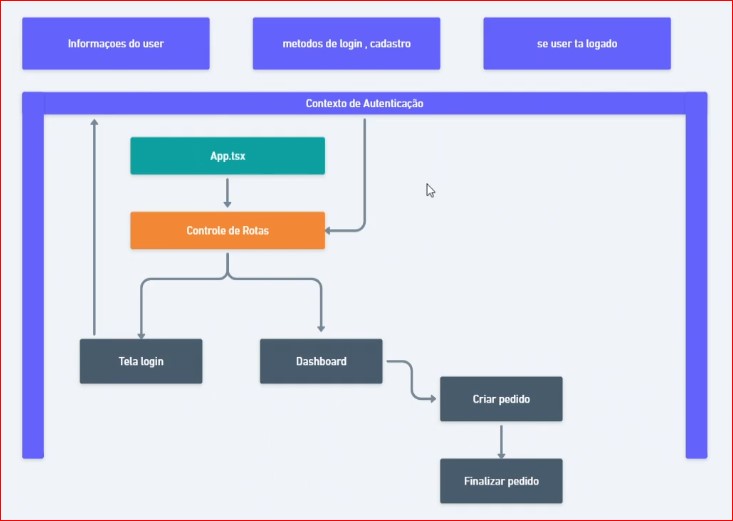 Informaçoes do user
metodos de login , cadastro
se user ta logado
Contexto de Autenticação
App.tsx
Controle de Rotas
Tela login
Dashboard
Criar pedido
Finalizar pedido